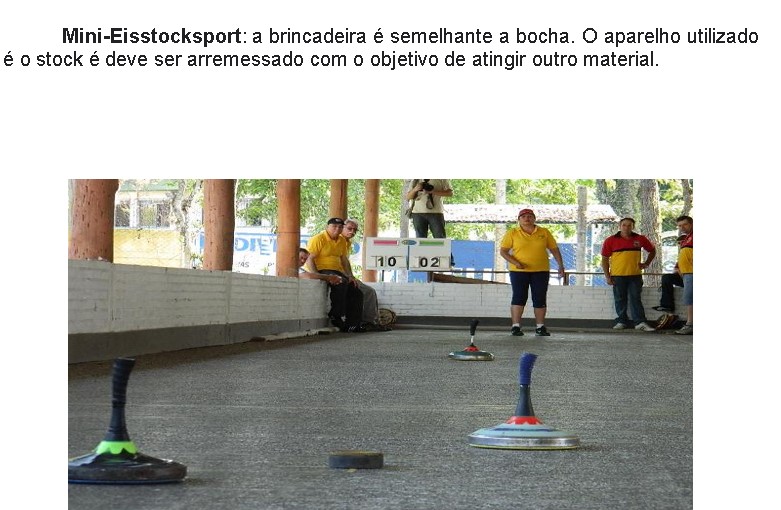 Mini-Eisstocksport: a brincadeira é semelhante a bocha. O aparelho utilizado
é o stock é deve ser arremessado com o objetivo de atingir outro material.
10 02